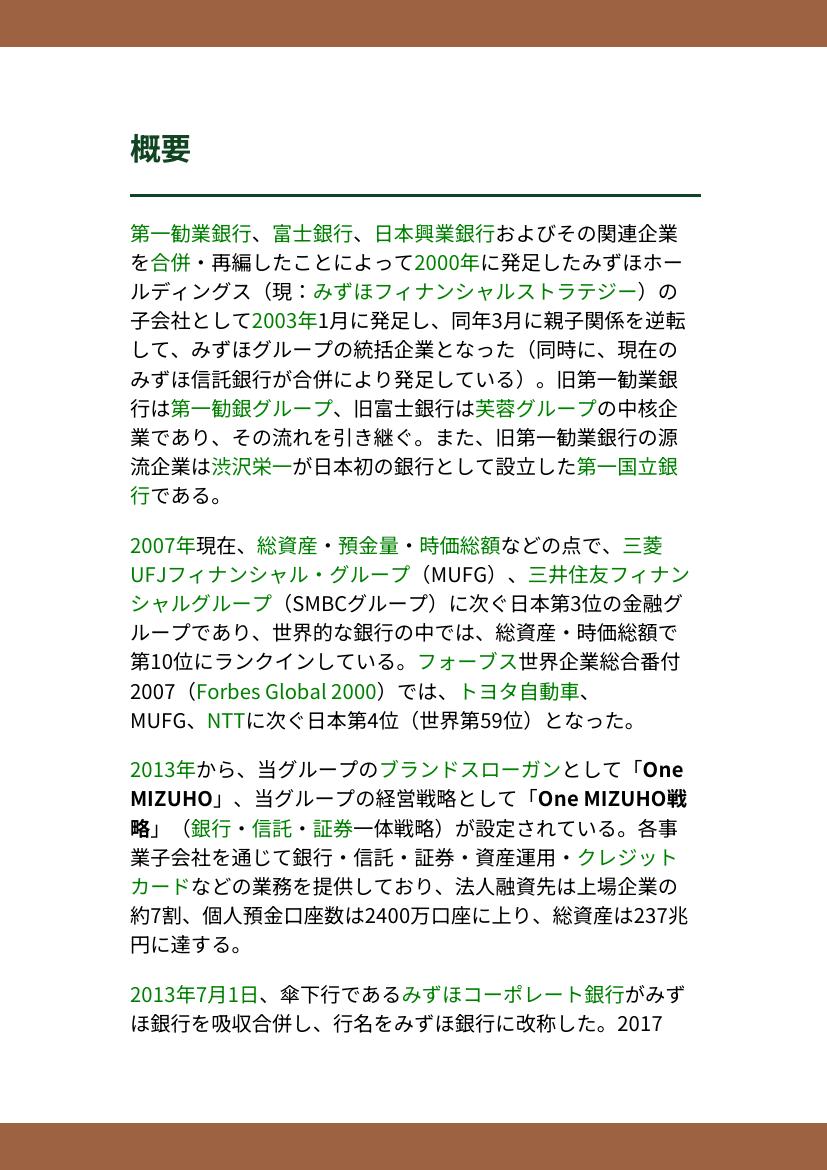 概要
第一勧業銀行、富士銀行、日本興業銀行およびその関連企業
を合併・再編したことによって2000年に発足したみずほホー
ルディングス（現：みずほフィナンシャルストラテジー）の
子会社として2003年1月に発足し、同年3月に親子関係を逆転
して、みずほグループの統括企業となった（同時に、現在の
みずほ信託銀行が合併により発足している）。旧第一勧業銀
行は第一勧銀グループ、旧富士銀行は芙蓉グループの中核企
業であり、その流れを引き継ぐ。また、旧第一勧業銀行の源
流企業は渋沢栄一が日本初の銀行として設立した第一国立銀
行である。
2007年現在、総資産・預金量・時価総額などの点で、三菱
UFJフィナンシャル・グループ（MUFG）、三井住友フィナン
シャルグループ（SMBCグループ）に次ぐ日本第3位の金融グ
ループであり、世界的な銀行の中では、総資産・時価総額で
第10位にランクインしている。フォーブス世界企業総合番付
2007（Forbes Global 2000）では、トヨタ自動車、
MUFG、NTTに次ぐ日本第4位（世界第59位）となった。
2013年から、当グループのブランドスローガンとして「One
MIZUHO」、当グループの経営戦略として「One MIZUHO戦
略」（銀行・信託・証券一体戦略）が設定されている。各事
業子会社を通じて銀行・信託・証券・資産運用・クレジット
カードなどの業務を提供しており、法人融資先は上場企業の
約7割、個人預金口座数は2400万口座に上り、総資産は237兆
円に達する。
2013年7月1日、傘下行であるみずほコーポレート銀行がみず
ほ銀行を吸収合併し、行名をみずほ銀行に改称した。2017